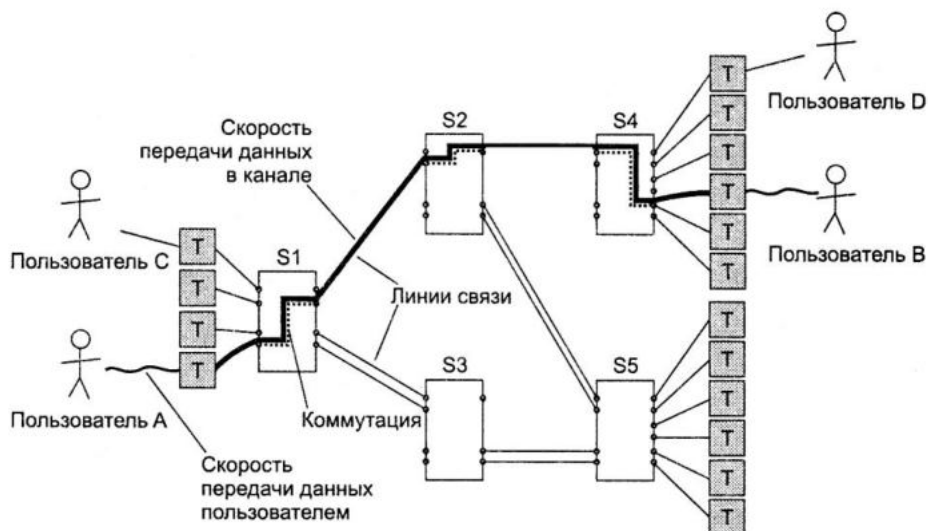 Т
Пользователь D
Т
Скорость
передачи данных
в канале
S2
S4
Т
Т
Пользователь B
Т
Т
Пользователь C
Т
S1
Т
Линии связи
Т
Т
Пользователь A
S3
S5
Т
Т
Коммутация
Т
Т
Скорость
передачи данных
пользователем
Т
Т